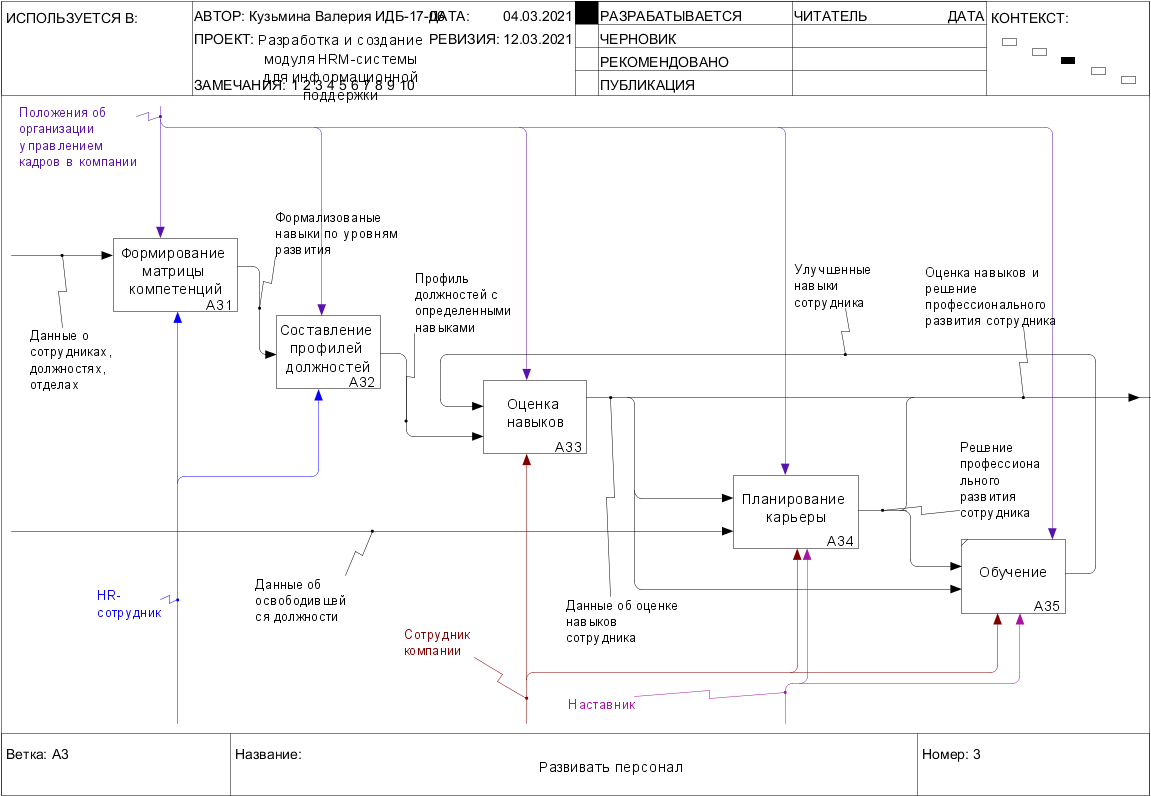 ИСПОЛЬЗУЕТСЯ В:
АВТОР: Кузьмина Валерия ИДБ-17-06
ДАТА: 04.03.2021
ПРОЕКТ: Разработка и создание
модуля HRM-системы
для информационной
поддержки
РЕВИЗИЯ: 12.03.2021
ЗАМЕЧАНИЯ: 1 2 3 4 5 6 7 8 9 10
РАЗРАБАТЫВАЕТСЯ
ЧЕРНОВИК
РЕКОМЕНДОВАНО
ПУБЛИКАЦИЯ
ЧИТАТЕЛЬ ДАТА
КОНТЕКСТ:
Положения об
организации
управлением
кадров в компании
Формализованые
навыки по уровням
развития
Формирование
матрицы
компетенций
A31
Данные о
сотрудниках,
должностях,
отделах
Профиль
должностей с
определенными
навыками
Составление
профилей
должностей
A32
Улучшенные
навыки
сотрудника
Оценка навыков и
решение
профессионального
развития сотрудника
Оценка
навыков
A33
Решение
профессиона
льного
развития
сотрудника
Планирование
карьеры
A34
Обучение
A35
HR-
сотрудник
Данные об
освободившей
ся должности
Данные об оценке
навыков
сотрудника
Сотрудник
компании
Наставник
Ветка: A3
Название:
Развивать персонал
Номер: 3